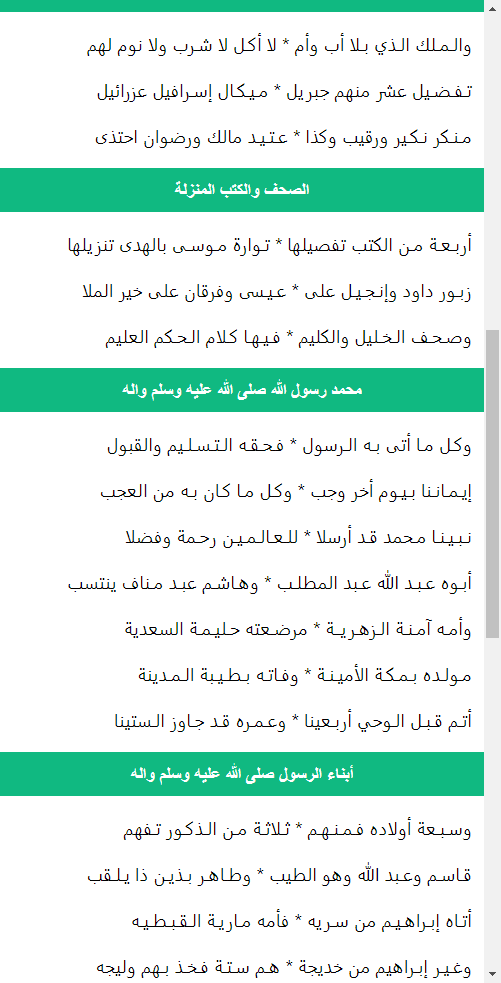 والملك الذي بلا أب وأم * لا أكل لا شرب ولا نوم لهم
تفضيل عشر منهم جبريل * ميكال إسرافيل عزرائيل
منكر نكير ورقيب وكذا * عتيد مالك ورضوان احتذى
الصحف والكتب المنزلة
أربعة من الكتب تفصيلها * توارة موسى بالهدى تنزيلها
زبور داود وإنجيل على * عيسى وفرقان على خير الملا
وصحف الخليل والكليم * فيها كلام الحكم العليم
محمد رسول الله صلى الله عليه وسلم واله
وكل ما أتى به الرسول * فحقه التسليم والقبول
إيماننا بيوم أخر وجب * وكل ما كان به من العجب
نبينا محمد قد أرسلا * للعالمين رحمة وفضلا
أبوه عبد الله عبد المطلب * وهاشم عبد مناف ينتسب
وأمه آمنة الزهرية * مرضعته حليمة السعدية
مولده بمكة الأمينة * وفاته بطيبة المدينة
أتم قبل الوحي أربعينا * وعمره قد جاوز الستينا
أبناء الرسول صلى الله عليه وسلم واله
وسبعة أولاده فمنهم * ثلاثة من الذكور تفهم
قاسم وعبد الله وهو الطيب * وطاهر بذين ذا يلقب
أتاه إبراهيم من سريه * فأمه مارية القبطيه
وغير إبراهيم من خديجة * هم ستة فخذ بهم وليجه